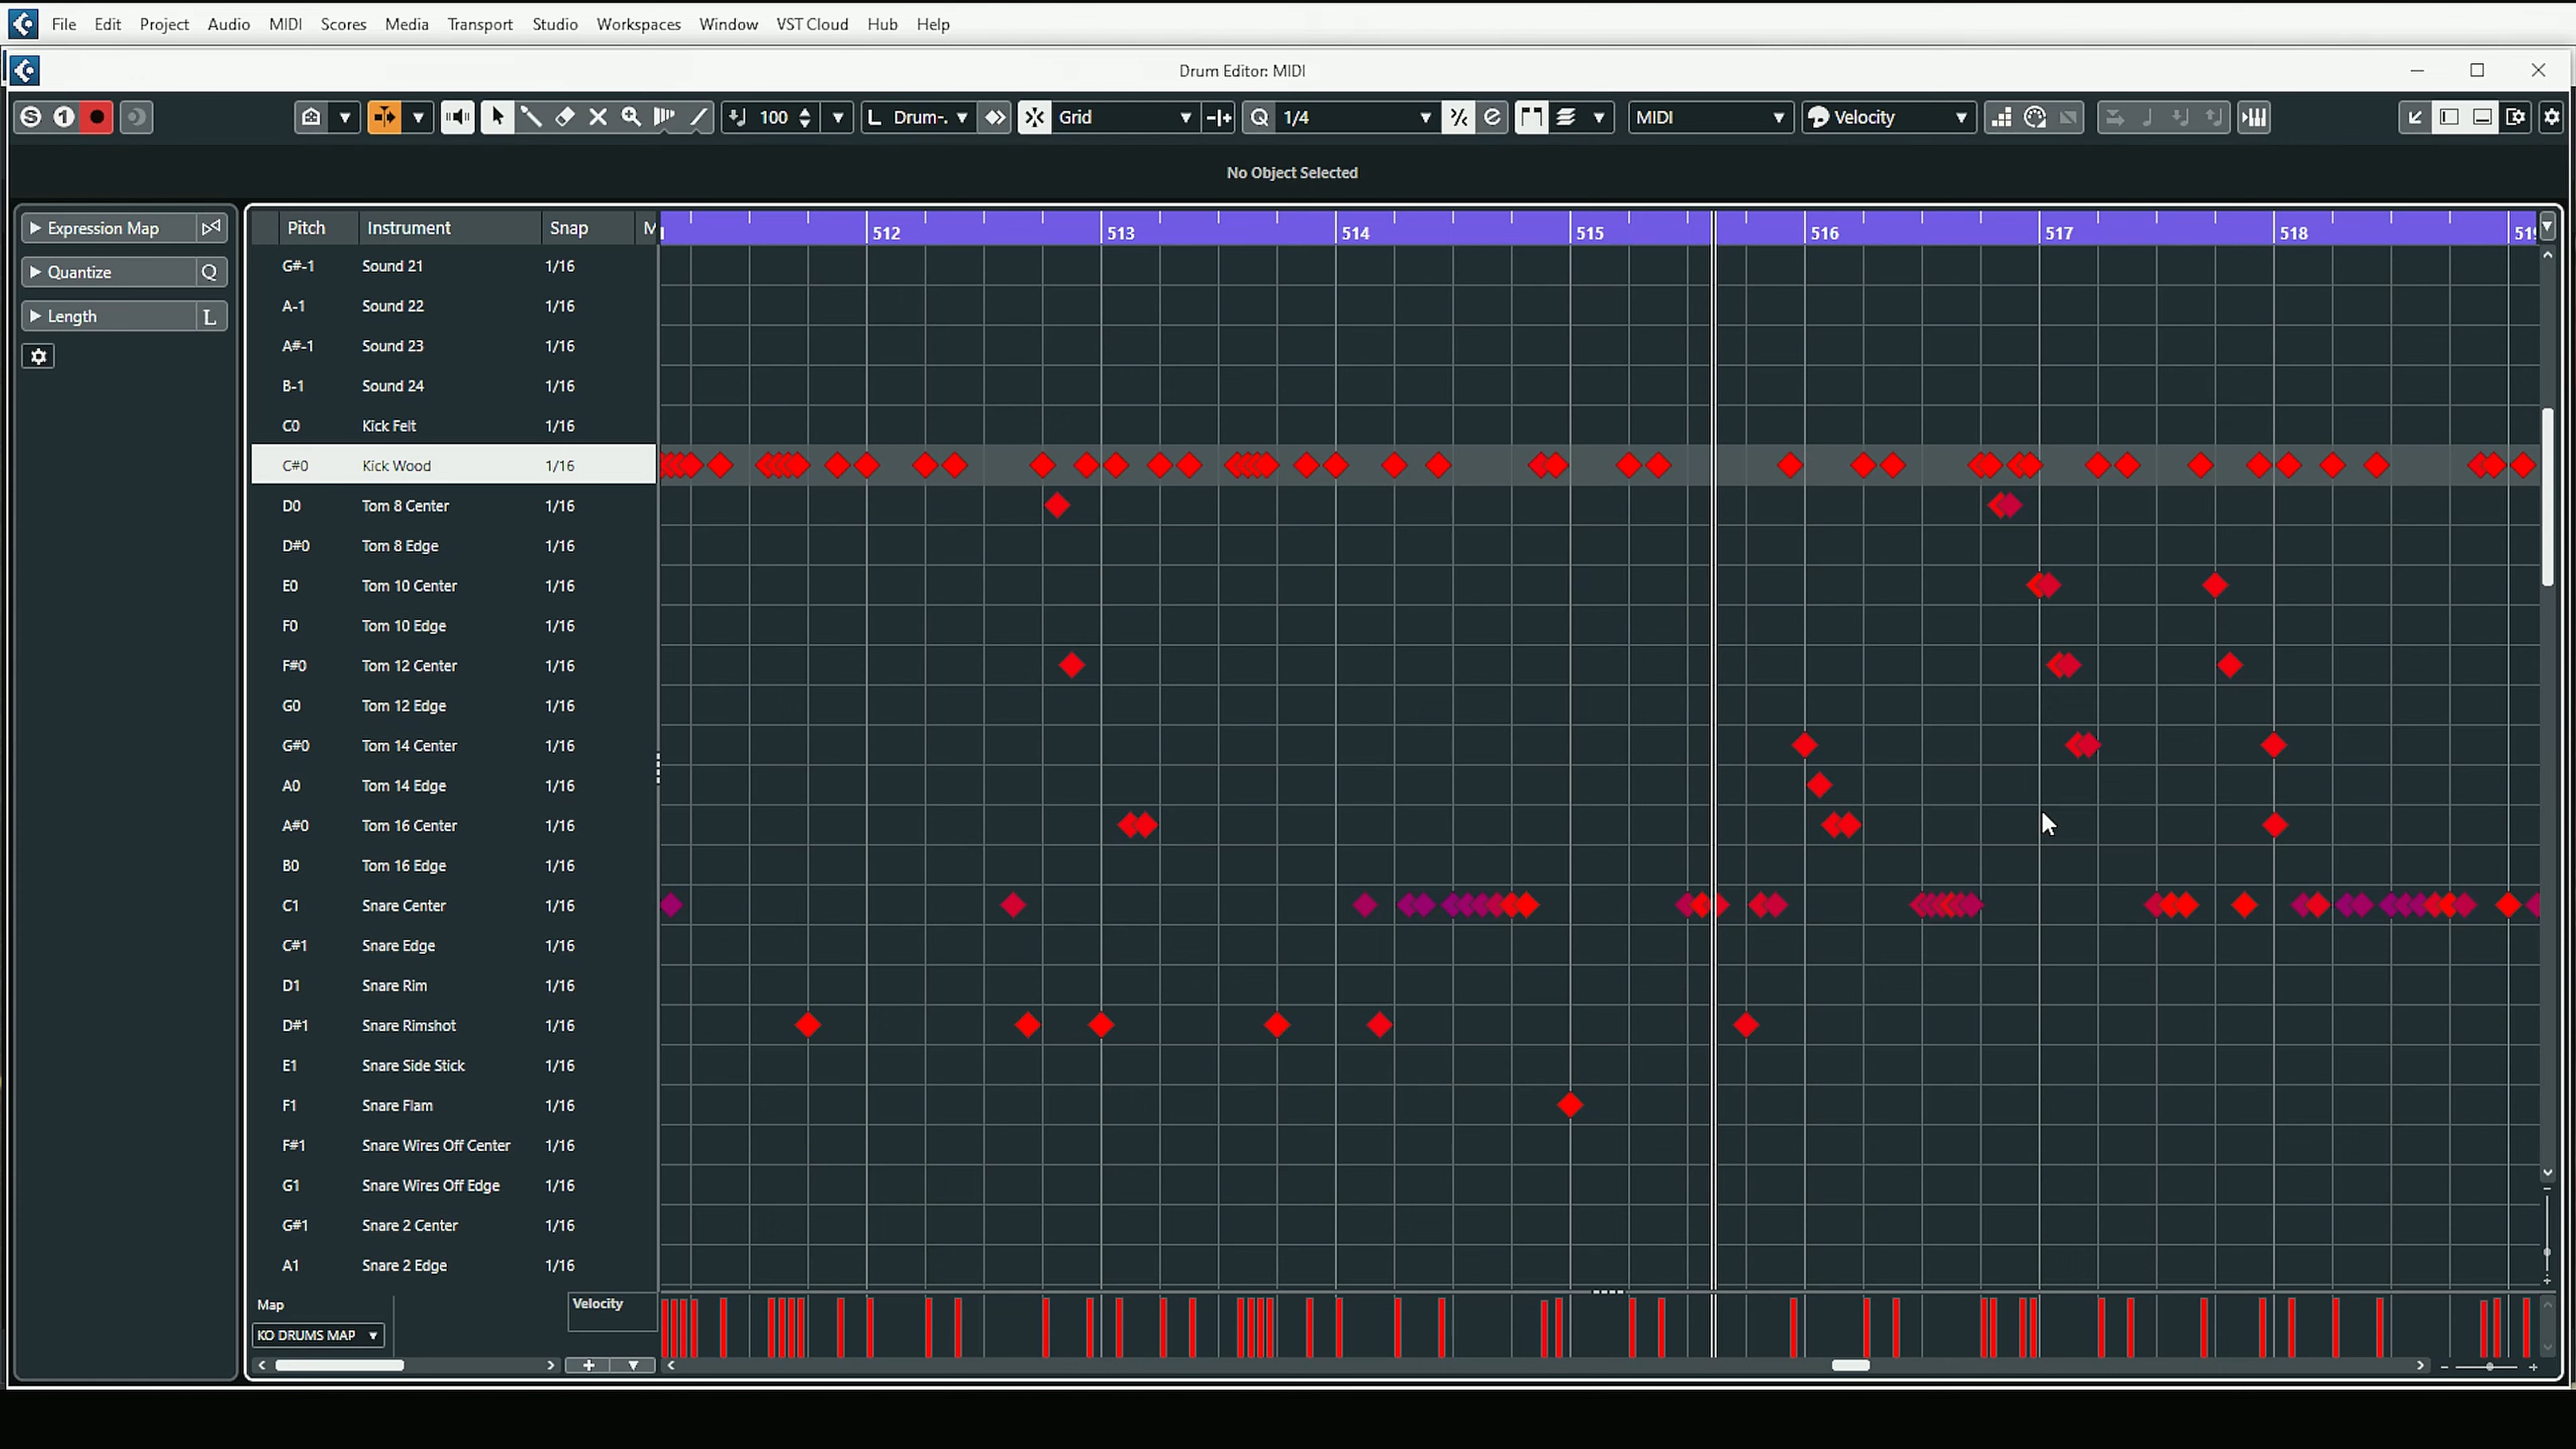 File Edit Project Audio MIDI Scores Media Transport Studio Workspaces Window VST Cloud Hub Help
Drum Editor: MIDI
S 1 100 L Drum-. Grid Q 1/4 MIDI Velocity
No Object Selected
Expression Map
Quantize Q
Length L
Pitch Instrument Snap M
512 513 514 515 516 517 518 519
G#-1 Sound 21 1/16
A-1 Sound 22 1/16
A#-1 Sound 23 1/16
B-1 Sound 24 1/16
C0 Kick Felt 1/16
C#0 Kick Wood 1/16
D0 Tom 8 Center 1/16
D#0 Tom 8 Edge 1/16
E0 Tom 10 Center 1/16
F0 Tom 10 Edge 1/16
F#0 Tom 12 Center 1/16
G0 Tom 12 Edge 1/16
G#0 Tom 14 Center 1/16
A0 Tom 14 Edge 1/16
A#0 Tom 16 Center 1/16
B0 Tom 16 Edge 1/16
C1 Snare Center 1/16
C#1 Snare Edge 1/16
D1 Snare Rim 1/16
D#1 Snare Rimshot 1/16
E1 Snare Side Stick 1/16
F1 Snare Flam 1/16
F#1 Snare Wires Off Center 1/16
G1 Snare Wires Off Edge 1/16
G#1 Snare 2 Center 1/16
A1 Snare 2 Edge 1/16
Map
Velocity
KO DRUMS MAP